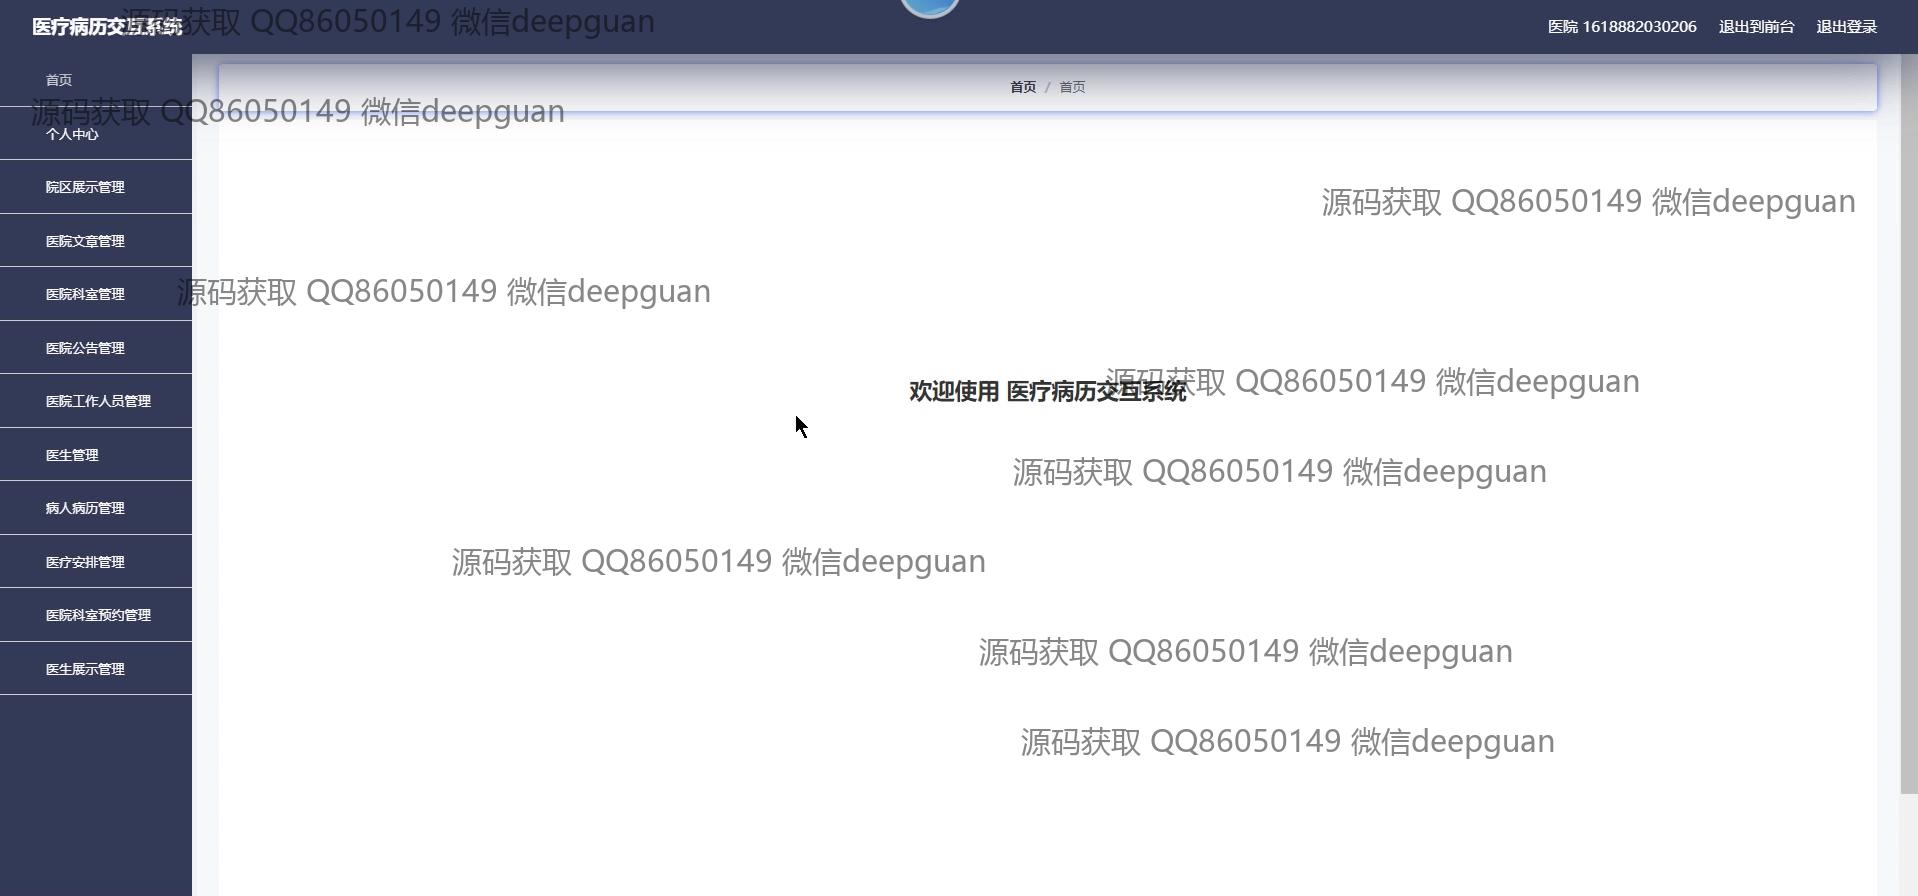 医疗病历交互系统
源码获取 QQ86050149 微信deepguan
医院 1618882030206 退出到前台 退出登录
首页
首页 / 首页
源码获取 QQ86050149 微信deepguan
个人中心
院区展示管理
源码获取 QQ86050149 微信deepguan
医院文章管理
医院科室管理
源码获取 QQ86050149 微信deepguan
医院公告管理
源码获取 QQ86050149 微信deepguan
欢迎使用 医疗病历交互系统
医院工作人员管理
医生管理
源码获取 QQ86050149 微信deepguan
病人病历管理
医疗安排管理
源码获取 QQ86050149 微信deepguan
医院科室预约管理
源码获取 QQ86050149 微信deepguan
医生展示管理
源码获取 QQ86050149 微信deepguan